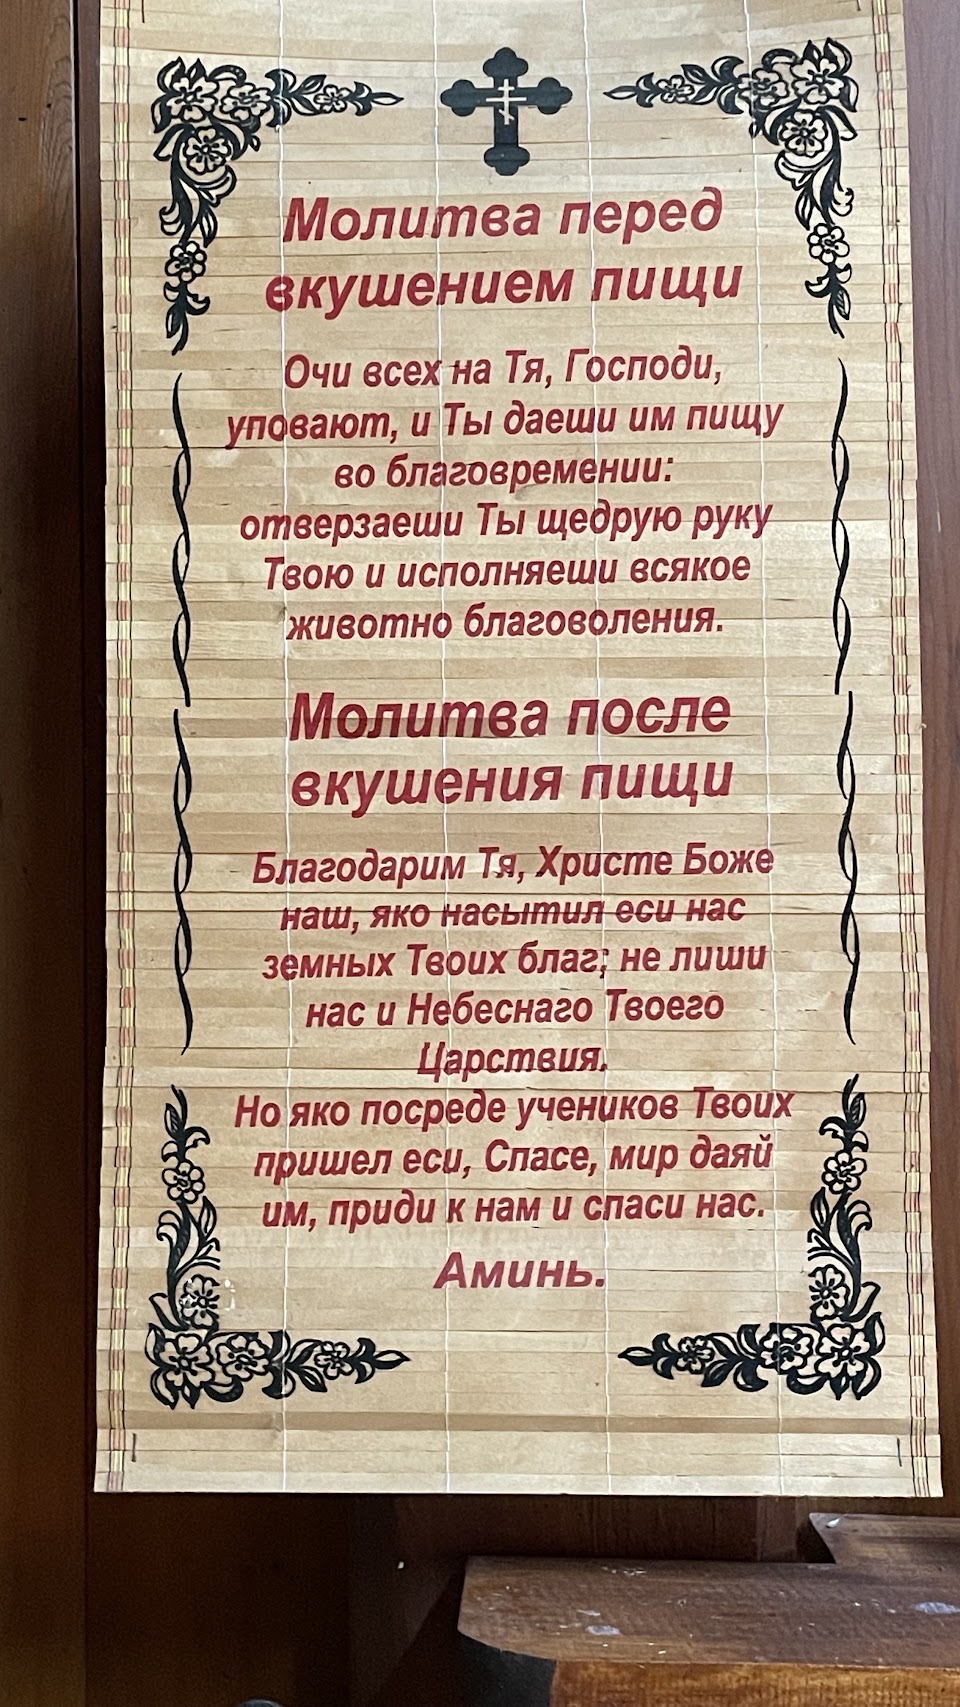 Молитва перед
вкушением пищи
Очи всех на Тя, Господи,
уповают, и Ты даеши им пищу
во благовремении:
отверзаеши Ты щедрую руку
Твою и исполняеши всякое
животно благоволения.
Молитва после
вкушения пищи
Благодарим Тя, Христе Боже
наш, яко насытил еси нас
земных Твоих благ; не лиши
нас и Небеснаго Твоего
Царствия.
Но яко посреде учеников Твоих
пришел еси, Спасе, мир даяй
им, приди к нам и спаси нас.
Аминь.